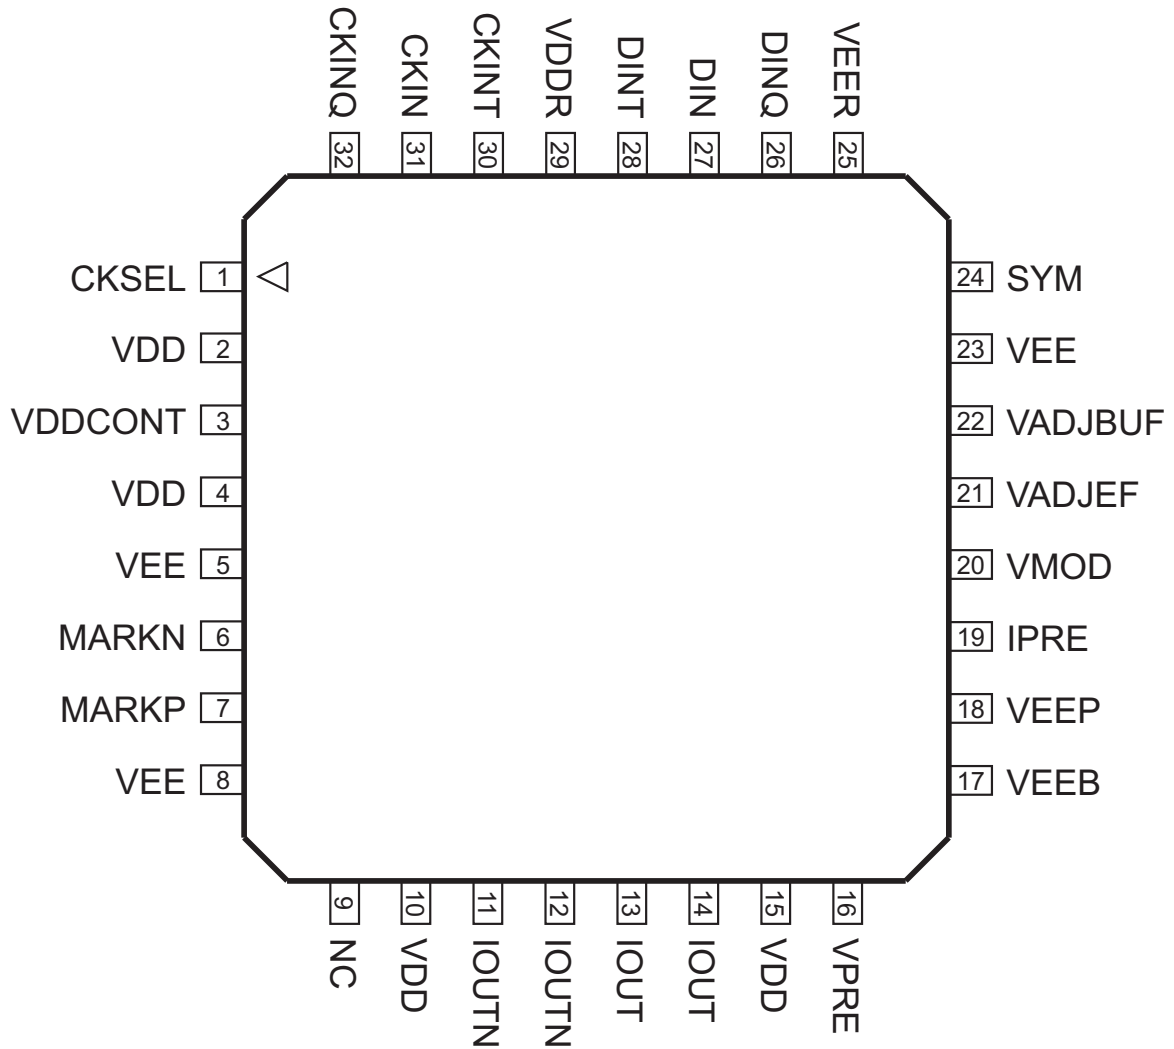 CKINQ
CKIN
CKINT
VDDR
DINT
DIN
DINQ
VEER
32
31
30
29
28
27
26
25
CKSEL 1
VDD 2
VDDCONT 3
VDD 4
VEE 5
MARKN 6
MARKP 7
VEE 8
24 SYM
23 VEE
22 VADJBUF
21 VADJEF
20 VMOD
19 IPRE
18 VEEP
17 VEEB
9
10
11
12
13
14
15
16
NC
VDD
IOUTN
IOUTN
IOUT
IOUT
VDD
VPRE